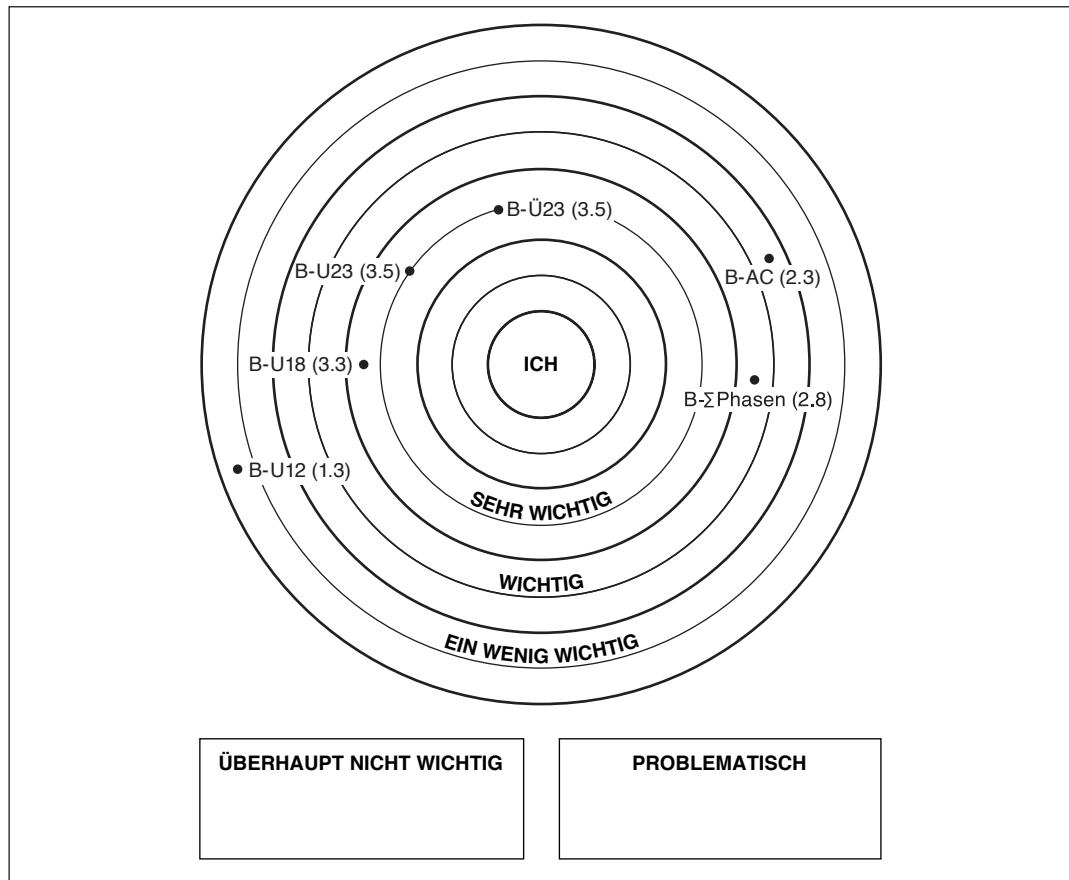 B-Ü23 (3.5)
B-U23 (3.5)
B-AC (2.3)
B-U18 (3.3)
ICH
B-ΣPhasen (2.8)
B-U12 (1.3)
SEHR WICHTIG
WICHTIG
EIN WENIG WICHTIG
ÜBERHAUPT NICHT WICHTIG
PROBLEMATISCH